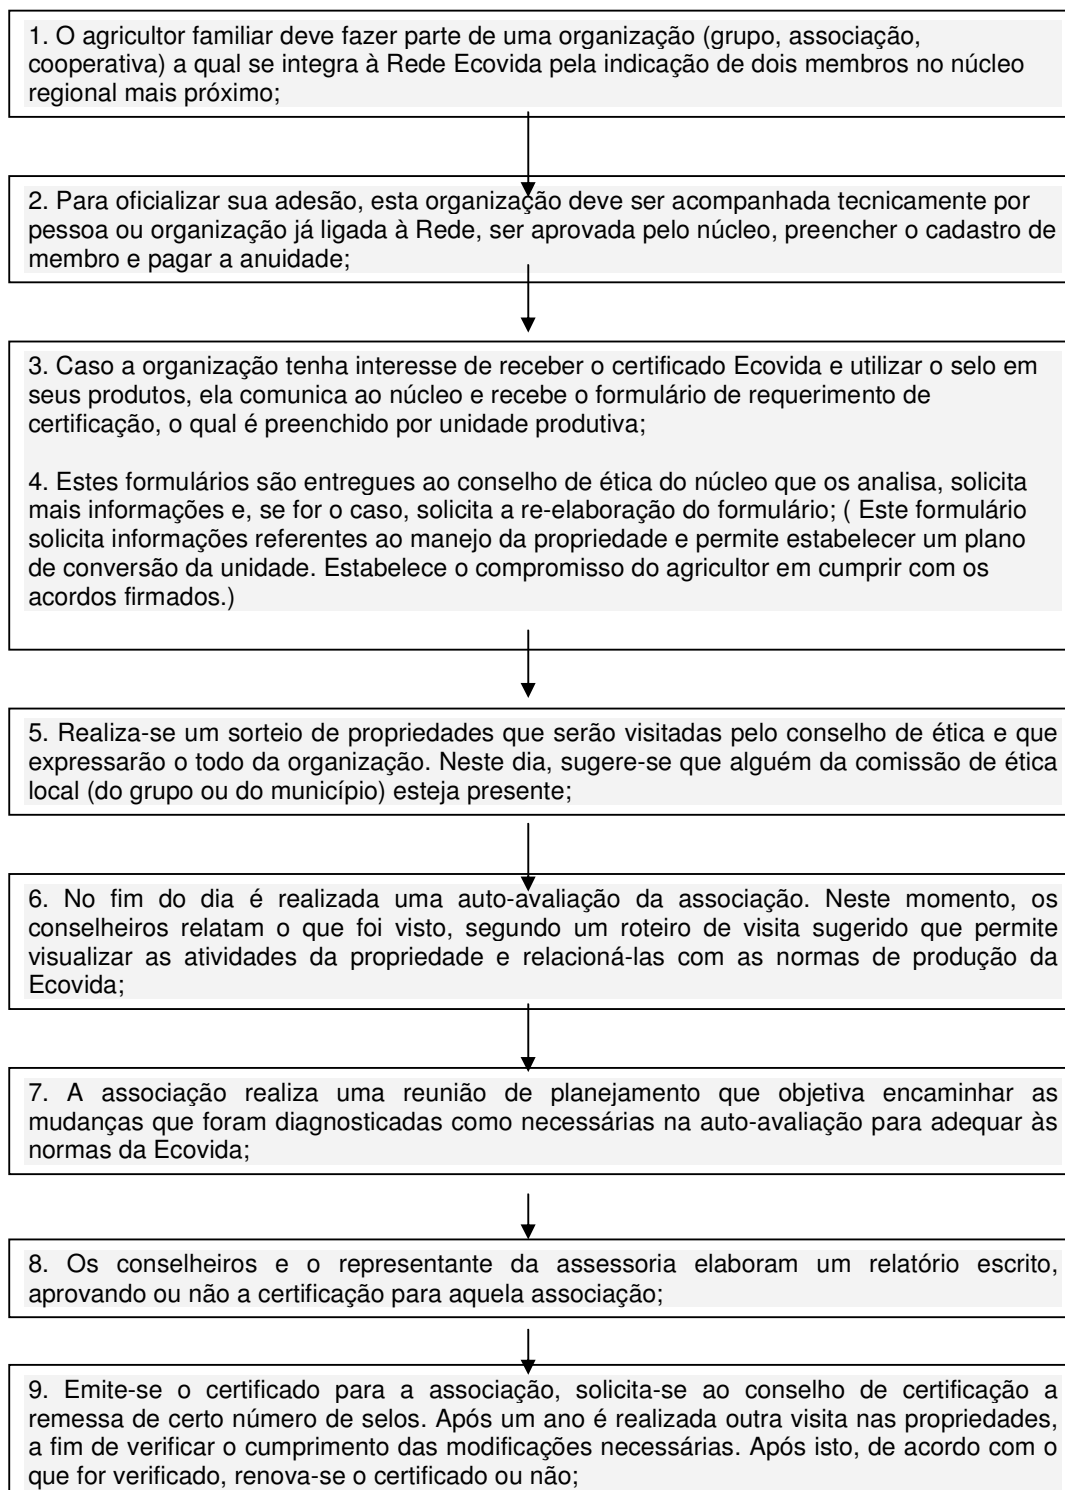 1. O agricultor familiar deve fazer parte de uma organização (grupo, associação,
cooperativa) a qual se integra à Rede Ecovida pela indicação de dois membros no núcleo
regional mais próximo;
2. Para oficializar sua adesão, esta organização deve ser acompanhada tecnicamente por
pessoa ou organização já ligada à Rede, ser aprovada pelo núcleo, preencher o cadastro de
membro e pagar a anuidade;
3. Caso a organização tenha interesse de receber o certificado Ecovida e utilizar o selo em
seus produtos, ela comunica ao núcleo e recebe o formulário de requerimento de
certificação, o qual é preenchido por unidade produtiva;
4. Estes formulários são entregues ao conselho de ética do núcleo que os analisa, solicita
mais informações e, se for o caso, solicita a re-elaboração do formulário; ( Este formulário
solicita informações referentes ao manejo da propriedade e permite estabelecer um plano
de conversão da unidade. Estabelece o compromisso do agricultor em cumprir com os
acordos firmados.)
5. Realiza-se um sorteio de propriedades que serão visitadas pelo conselho de ética e que
expressarão o todo da organização. Neste dia, sugere-se que alguém da comissão de ética
local (do grupo ou do município) esteja presente;
6. No fim do dia é realizada uma auto-avaliação da associação. Neste momento, os
conselheiros relatam o que foi visto, segundo um roteiro de visita sugerido que permite
visualizar as atividades da propriedade e relacioná-las com as normas de produção da
Ecovida;
7. A associação realiza uma reunião de planejamento que objetiva encaminhar as
mudanças que foram diagnosticadas como necessárias na auto-avaliação para adequar às
normas da Ecovida;
8. Os conselheiros e o representante da assessoria elaboram um relatório escrito,
aprovando ou não a certificação para aquela associação;
9. Emite-se o certificado para a associação, solicita-se ao conselho de certificação a
remessa de certo número de selos. Após um ano é realizada outra visita nas propriedades,
a fim de verificar o cumprimento das modificações necessárias. Após isto, de acordo com o
que for verificado, renova-se o certificado ou não;